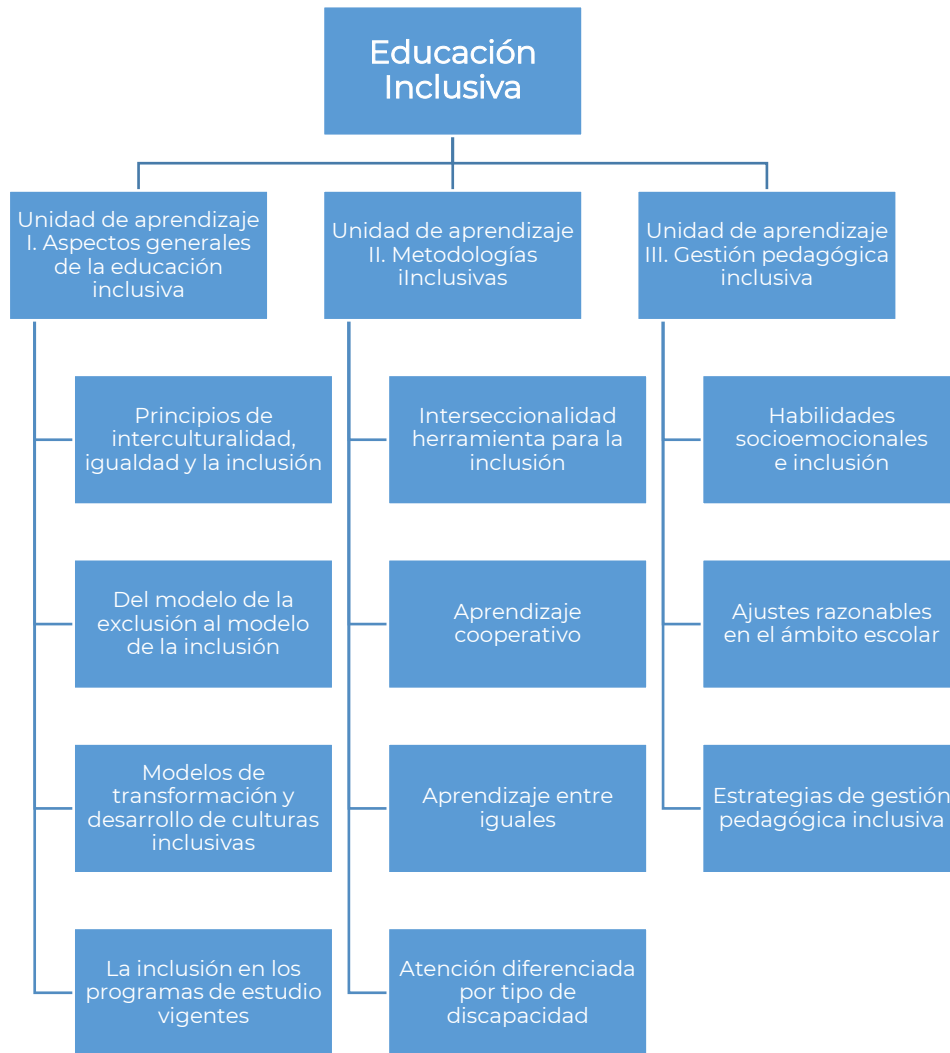 Educación
Inclusiva
Unidad de aprendizaje
I. Aspectos generales
de la educación
inclusiva
Principios de
interculturalidad,
igualdad y la inclusión
Del modelo de la
exclusión al modelo
de la inclusión
Modelos de
transformación y
desarrollo de culturas
inclusivas
La inclusión en los
programas de estudio
vigentes
Unidad de aprendizaje
II. Metodologías
iInclusivas
Interseccionalidad
herramienta para la
inclusión
Aprendizaje
cooperativo
Aprendizaje entre
iguales
Atención diferenciada
por tipo de
discapacidad
Unidad de aprendizaje
III. Gestión pedagógica
inclusiva
Habilidades
socioemocionales
e inclusión
Ajustes razonables
en el ámbito escolar
Estrategias de gestión
pedagógica inclusiva